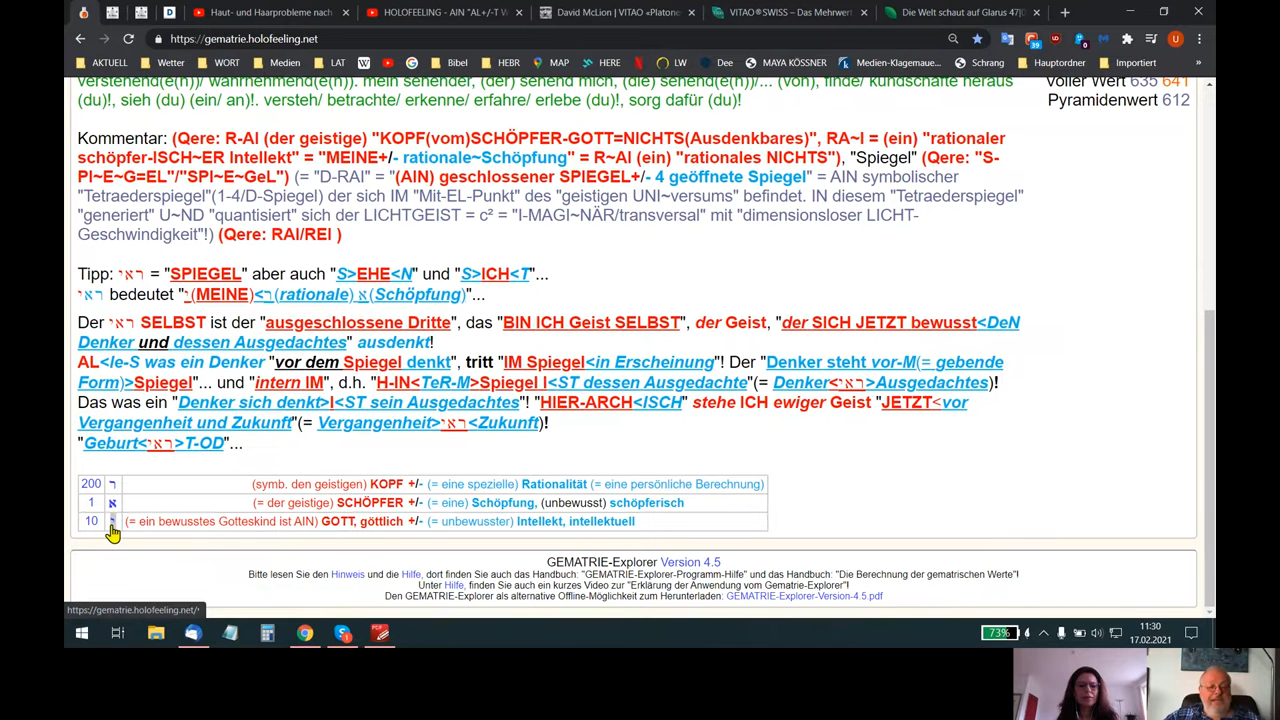 Haut- und Haarprobleme nach
HOLOFEELING - AIN "AL+/-T W
David McLion | VITAO «Platone
VITAO®SWISS – Das Mehrwert
Die Welt schaut auf Glarus 47|(
https://gematrie.holofeeling.net
AKTUELL
Wetter
WORT
Medien
LAT
Bibel
HEBR
MAP
HERE
LW
Dee
MAYA KÖSSNER
Medien-Klagemaue...
Schrang
Hauptordner
Importiert
»
verstehend(e(n))/ wahrnehmend(e(n)). mein sehender, (der) sehend mich, (die) sehend(e)/... (von), finde/ kundschafte heraus
(du)!, sieh (du) (ein/ an)!. versteh/ betrachte/ erkenne/ erfahre/ erlebe (du)!, sorg dafür (du)!
Voller Wert 635 641
Pyramidenwert 612
Kommentar: (Qere: R-AI (der geistige) "KOPF(vom)SCHÖPFER-GOTT=NICHTS(Ausdenkbares)", RA~I = (ein) "rationaler
schöpfer-ISCH~ER Intellekt" = "MEINE+/- rationale~Schöpfung" = R~AI (ein) "rationales NICHTS"), "Spiegel" (Qere: "S-
PI~E~G=EL"/"SPI~E~GeL") (= "D-RAI" = "(AIN) geschlossener SPIEGEL+/- 4 geöffnete Spiegel" = AIN symbolischer
"Tetraederspiegel"(1-4/D-Spiegel) der sich IM "Mit-EL-Punkt" des "geistigen UNI~versums" befindet. IN diesem "Tetraederspiegel"
"generiert" U~ND "quantisiert" sich der LICHTGEIST = c² = "I-MAGI~NÄR/transversal" mit "dimensionsloser LICHT-
Geschwindigkeit"!) (Qere: RAI/REI )
Tipp: ראי = "SPIEGEL" aber auch "S>EHE<N" und "S>ICH<T"...
ראי bedeutet "י(MEINE)<ר(rationale) א(Schöpfung)"...
Der ראי SELBST ist der "ausgeschlossene Dritte", das "BIN ICH Geist SELBST", der Geist, "der SICH JETZT bewusst<DeN
Denker und dessen Ausgedachtes" ausdenkt!
AL<le-S was ein Denker "vor dem Spiegel denkt", tritt "IM Spiegel<in Erscheinung"! Der "Denker steht vor-M(= gebende
Form)>Spiegel"... und "intern IM", d.h. "H-IN<TeR-M>Spiegel I<ST dessen Ausgedachte"(= Denker<ראי>Ausgedachtes)!
Das was ein "Denker sich denkt>I<ST sein Ausgedachtes"! "HIER-ARCH<ISCH" stehe ICH ewiger Geist "JETZT<vor
Vergangenheit und Zukunft"(= Vergangenheit>ראי<Zukunft)!
"Geburt<ראי>T-OD"...
200 ר (symb. den geistigen) KOPF +/- (= eine spezielle) Rationalität (= eine persönliche Berechnung)
1 א (= der geistige) SCHÖPFER +/- (= eine) Schöpfung, (unbewusst) schöpferisch
10 י (= ein bewusstes Gotteskind ist AIN) GOTT, göttlich +/- (= unbewusster) Intellekt, intellektuell
GEMATRIE-Explorer Version 4.5
Bitte lesen Sie den Hinweis und die Hilfe, dort finden Sie auch das Handbuch: "GEMATRIE-Explorer-Programm-Hilfe" und das Handbuch: "Die Berechnung der gematrischen Werte"!
Unter Hilfe, finden Sie auch ein kurzes Video zur "Erklärung der Anwendung vom Gematrie-Explorer"!
Den GEMATRIE-Explorer als alternative Offline-Möglichkeit zum Herunterladen: GEMATRIE-Explorer-Version-4.5 pdf
https://gematrie.holofeeling.net/
73%
11:30
17.02.2021